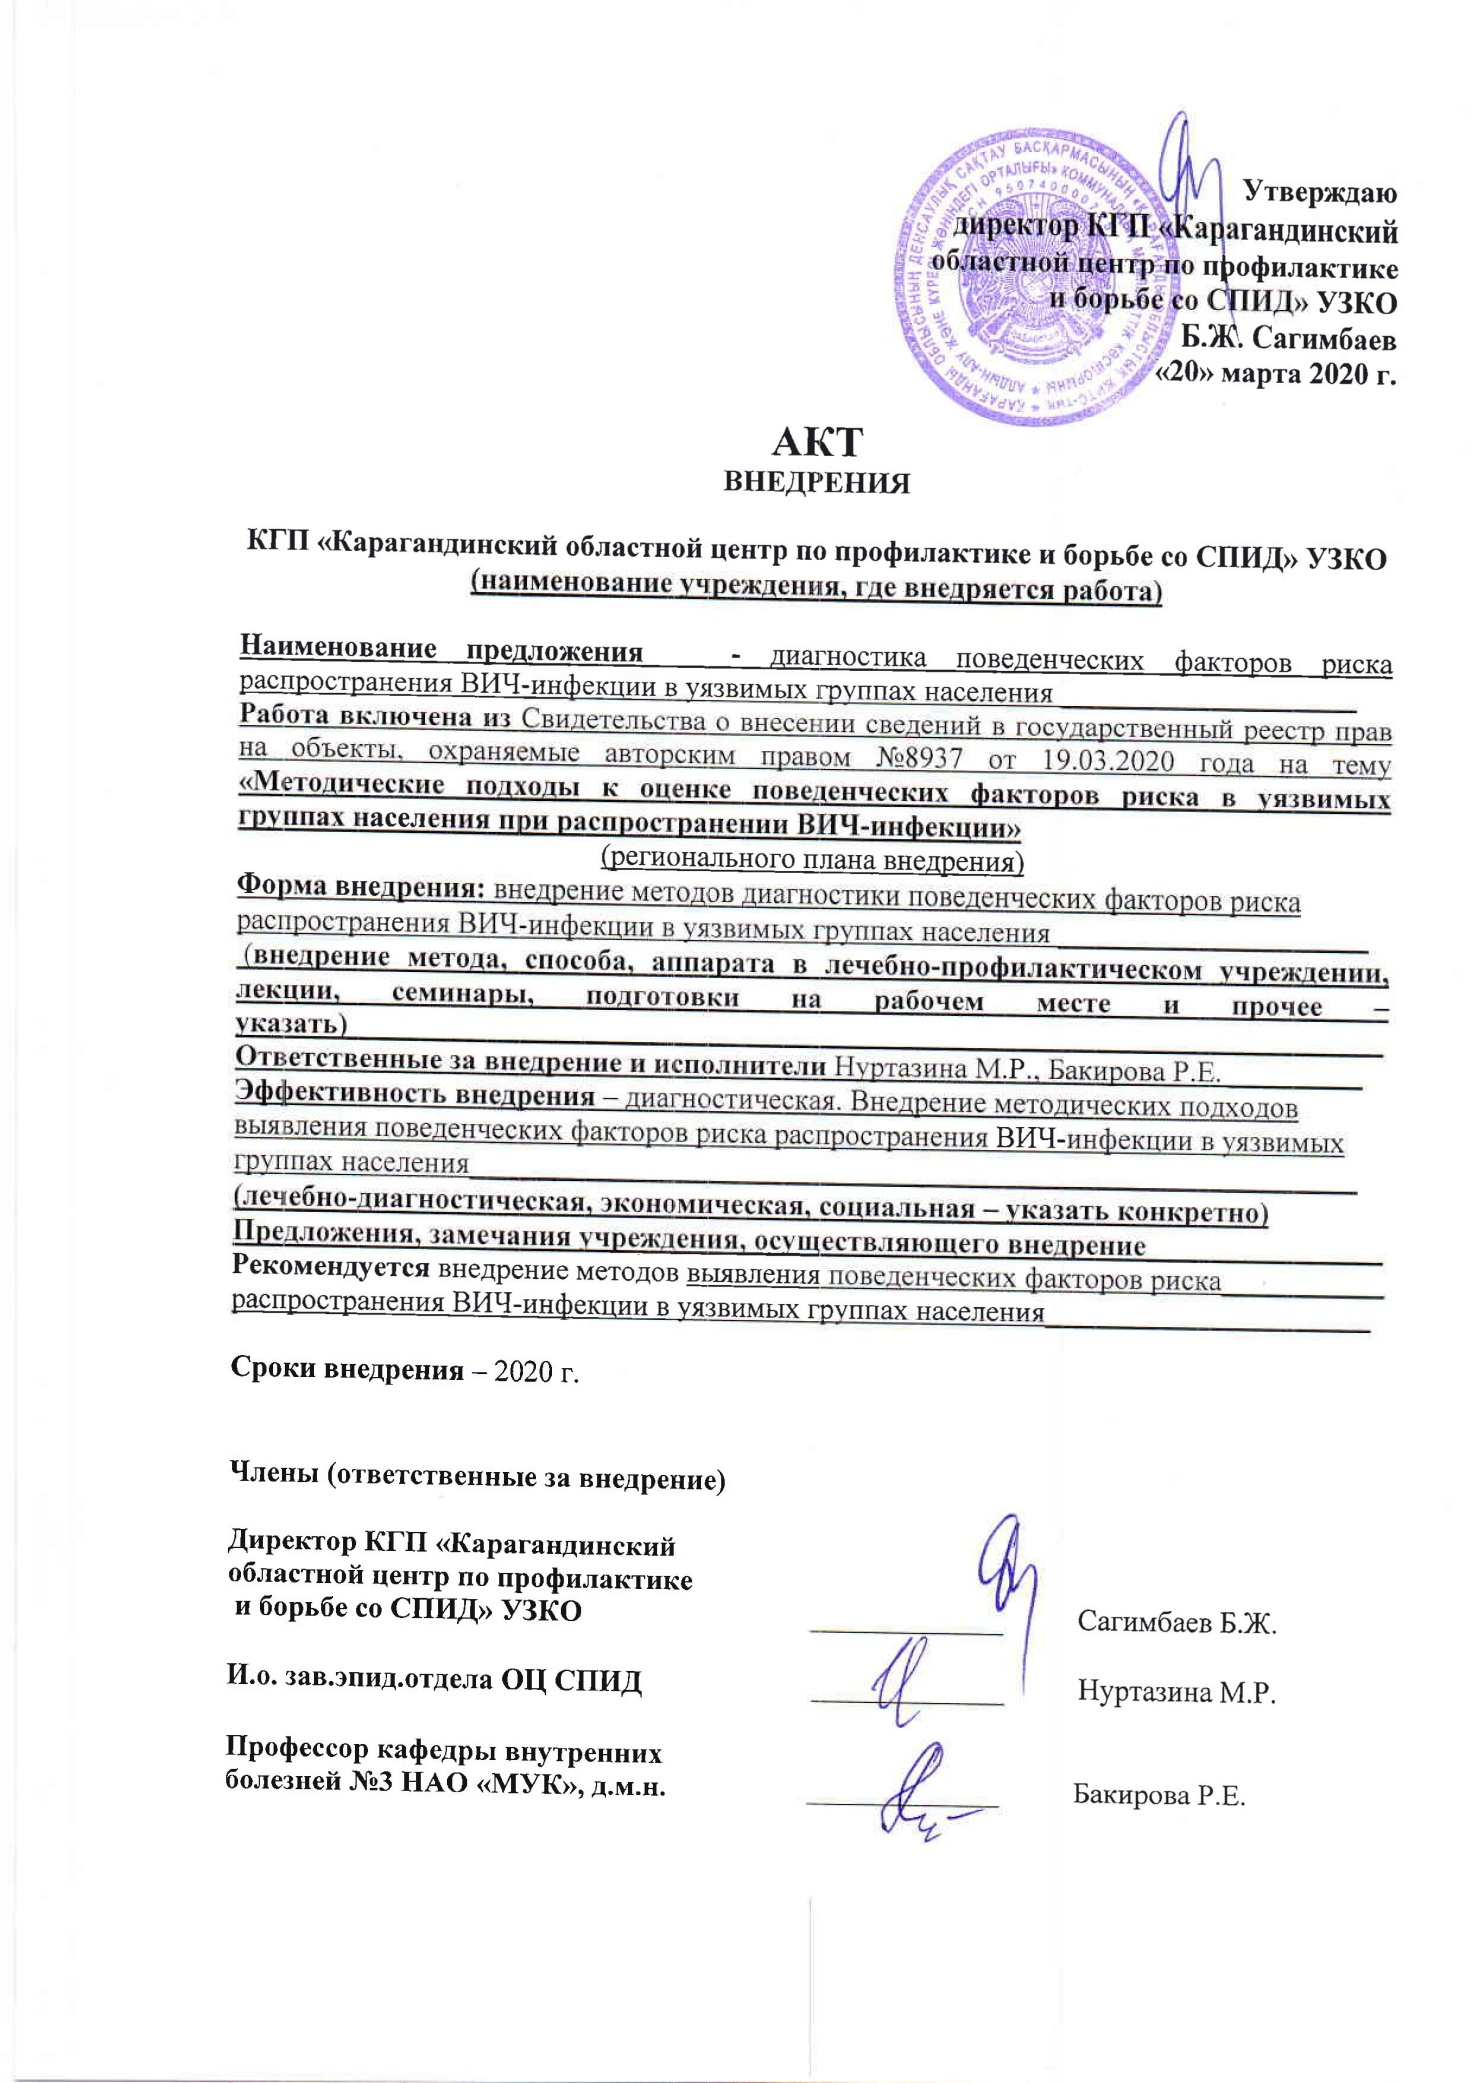 Утверждаю
директор КГП «Карагандинский
областной центр по профилактике
и борьбе со СПИД» УЗКО
Б.Ж. Сагимбаев
«20» марта 2020 г.
АКТ
ВНЕДРЕНИЯ
КГП «Карагандинский областной центр по профилактике и борьбе со СПИД» УЗКО
(наименование учреждения, где внедряется работа)
Наименование предложения - диагностика поведенческих факторов риска
распространения ВИЧ-инфекции в уязвимых группах населения
Работа включена из Свидетельства о внесении сведений в государственный реестр прав
на объекты, охраняемые авторским правом №8937 от 19.03.2020 года на тему
«Методические подходы к оценке поведенческих факторов риска в уязвимых
группах населения при распространении ВИЧ-инфекции»
(регионального плана внедрения)
Форма внедрения: внедрение методов диагностики поведенческих факторов риска
распространения ВИЧ-инфекции в уязвимых группах населения
(внедрение метода, способа, аппарата в лечебно-профилактическом учреждении,
лекции, семинары, подготовки на рабочем месте и прочее –
указать)
Ответственные за внедрение и исполнители Нуртазина М.Р., Бакирова Р.Е.
Эффективность внедрения – диагностическая. Внедрение методических подходов
выявления поведенческих факторов риска распространения ВИЧ-инфекции в уязвимых
группах населения
(лечебно-диагностическая, экономическая, социальная – указать конкретно)
Предложения, замечания учреждения, осуществляющего внедрение
Рекомендуется внедрение методов выявления поведенческих факторов риска
распространения ВИЧ-инфекции в уязвимых группах населения
Сроки внедрения – 2020 г.
Члены (ответственные за внедрение)
Директор КГП «Карагандинский
областной центр по профилактике
и борьбе со СПИД» УЗКО
Сагимбаев Б.Ж.
И.о. зав.эпид.отдела ОЦ СПИД
Нуртазина М.Р.
Профессор кафедры внутренних
болезней №3 НАО «МУК», д.м.н.
Бакирова Р.Е.